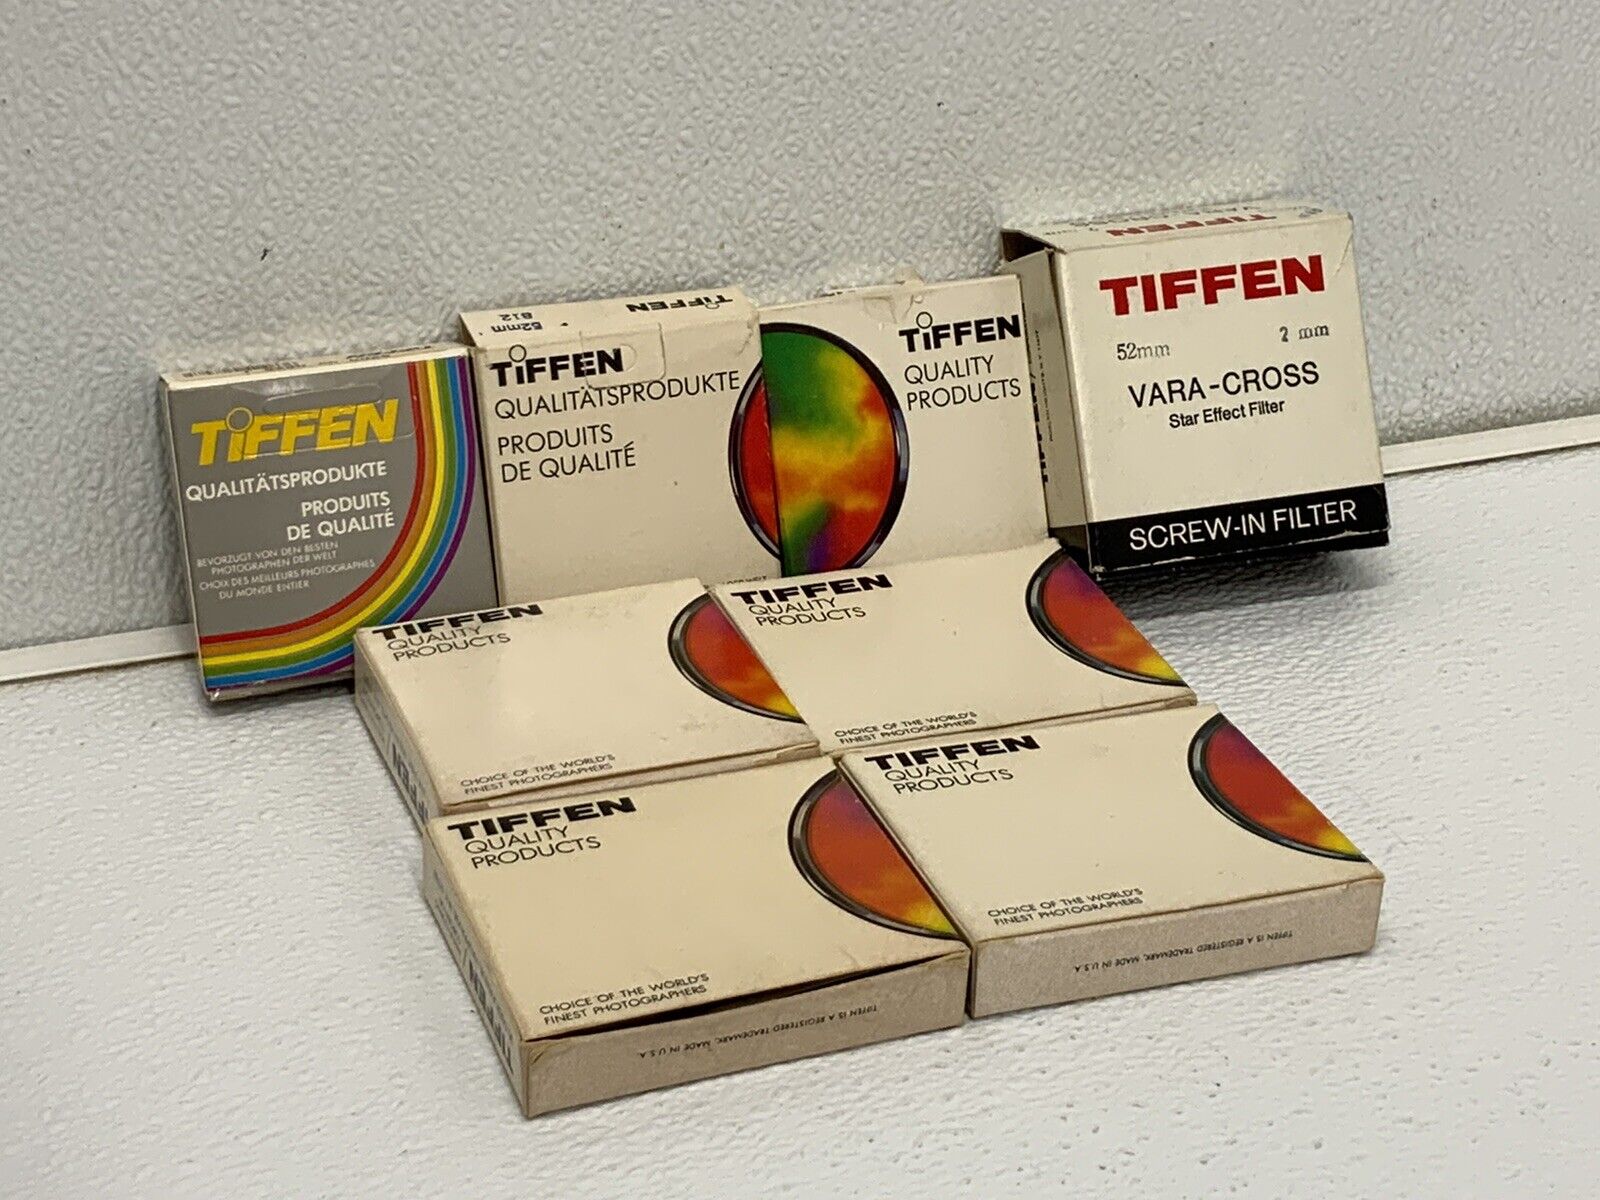 TIFFEN
QUALITÄTSPRODUKTE
PRODUITS
DE QUALITÉ
BEVORZUGT VON DEN BESTEN
PHOTOGRAPHEN DER WELT
CHOIX DES MEILLEURS PHOTOGRAPHES
DU MONDE ENTIER
TIFFEN
52mm
812
TIFFEN
QUALITÄTSPRODUKTE
PRODUITS
DE QUALITÉ
TIFFEN
QUALITY
PRODUCTS
TIFFEN
VARA-CROSS
TIFFEN
52mm 2 mm
VARA-CROSS
Star Effect Filter
SCREW-IN FILTER
TIFFEN
QUALITY
PRODUCTS
CHOICE OF THE WORLD'S
FINEST PHOTOGRAPHERS
TIFFEN
QUALITY
PRODUCTS
CHOICE OF THE WORLD'S
FINEST PHOTOGRAPHERS
TIFFEN
QUALITY
PRODUCTS
CHOICE OF THE WORLD'S
FINEST PHOTOGRAPHERS
TIFFEN IS A REGISTERED TRADEMARK, MADE IN U.S.A
TIFFEN
QUALITY
PRODUCTS
CHOICE OF THE WORLD'S
FINEST PHOTOGRAPHERS
TIFFEN IS A REGISTERED TRADEMARK, MADE IN U.S.A